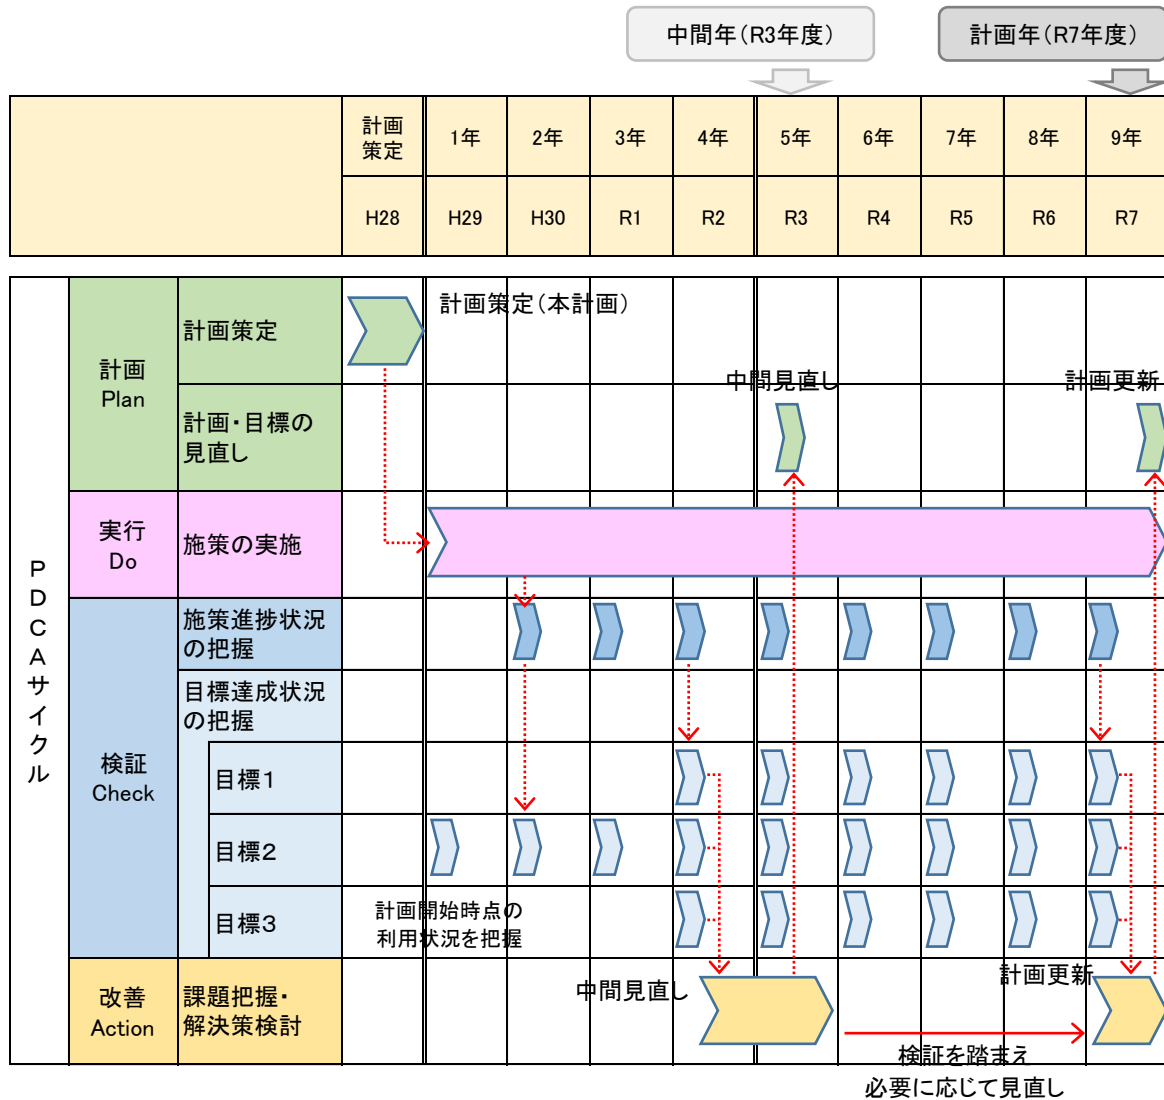 中間年（R3年度）
計画年（R7年度）
計画
策定
1年
2年
3年
4年
5年
6年
7年
8年
9年
H28
H29
H30
R1
R2
R3
R4
R5
R6
R7
PDCAサイクル
計画
Plan
計画策定
計画策定（本計画）
計画・目標の
見直し
中間見直し
計画更新
実行
Do
施策の実施
検証
Check
施策進捗状況
の把握
目標達成状況
の把握
目標１
目標２
目標３
計画開始時点の
利用状況を把握
改善
Action
課題把握・
解決策検討
中間見直し
計画更新
検証を踏まえ
必要に応じて見直し